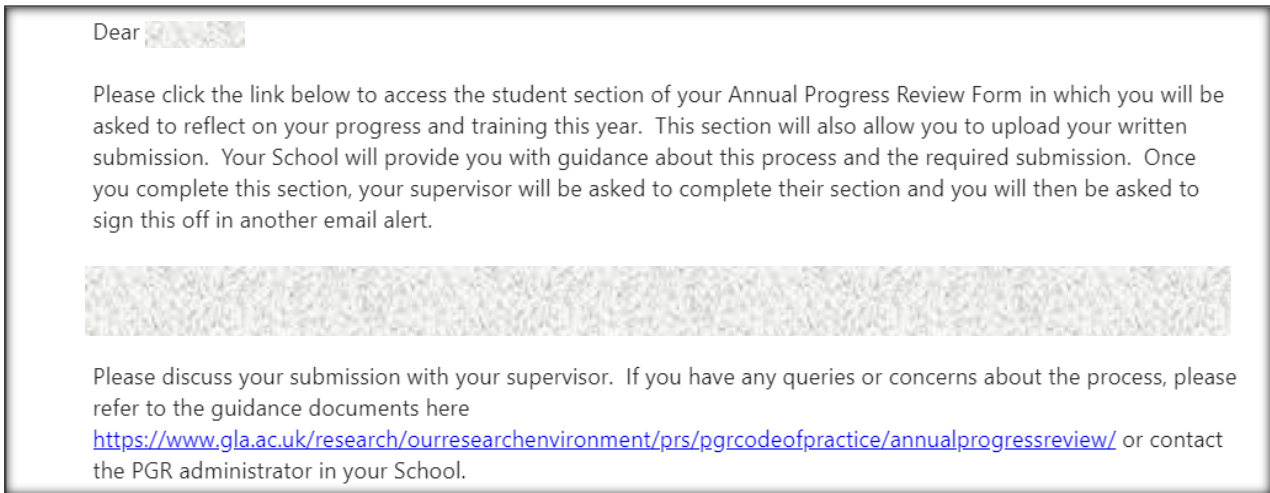 Dear
Please click the link below to access the student section of your Annual Progress Review Form in which you will be
asked to reflect on your progress and training this year.  This section will also allow you to upload your written
submission.  Your School will provide you with guidance about this process and the required submission.  Once
you complete this section, your supervisor will be asked to complete their section and you will then be asked to
sign this off in another email alert.
Please discuss your submission with your supervisor.  If you have any queries or concerns about the process, please
refer to the guidance documents here
https://www.gla.ac.uk/research/ourresearchenvironment/prs/pgrcodeofpractice/annualprogressreview/ or contact
the PGR administrator in your School.